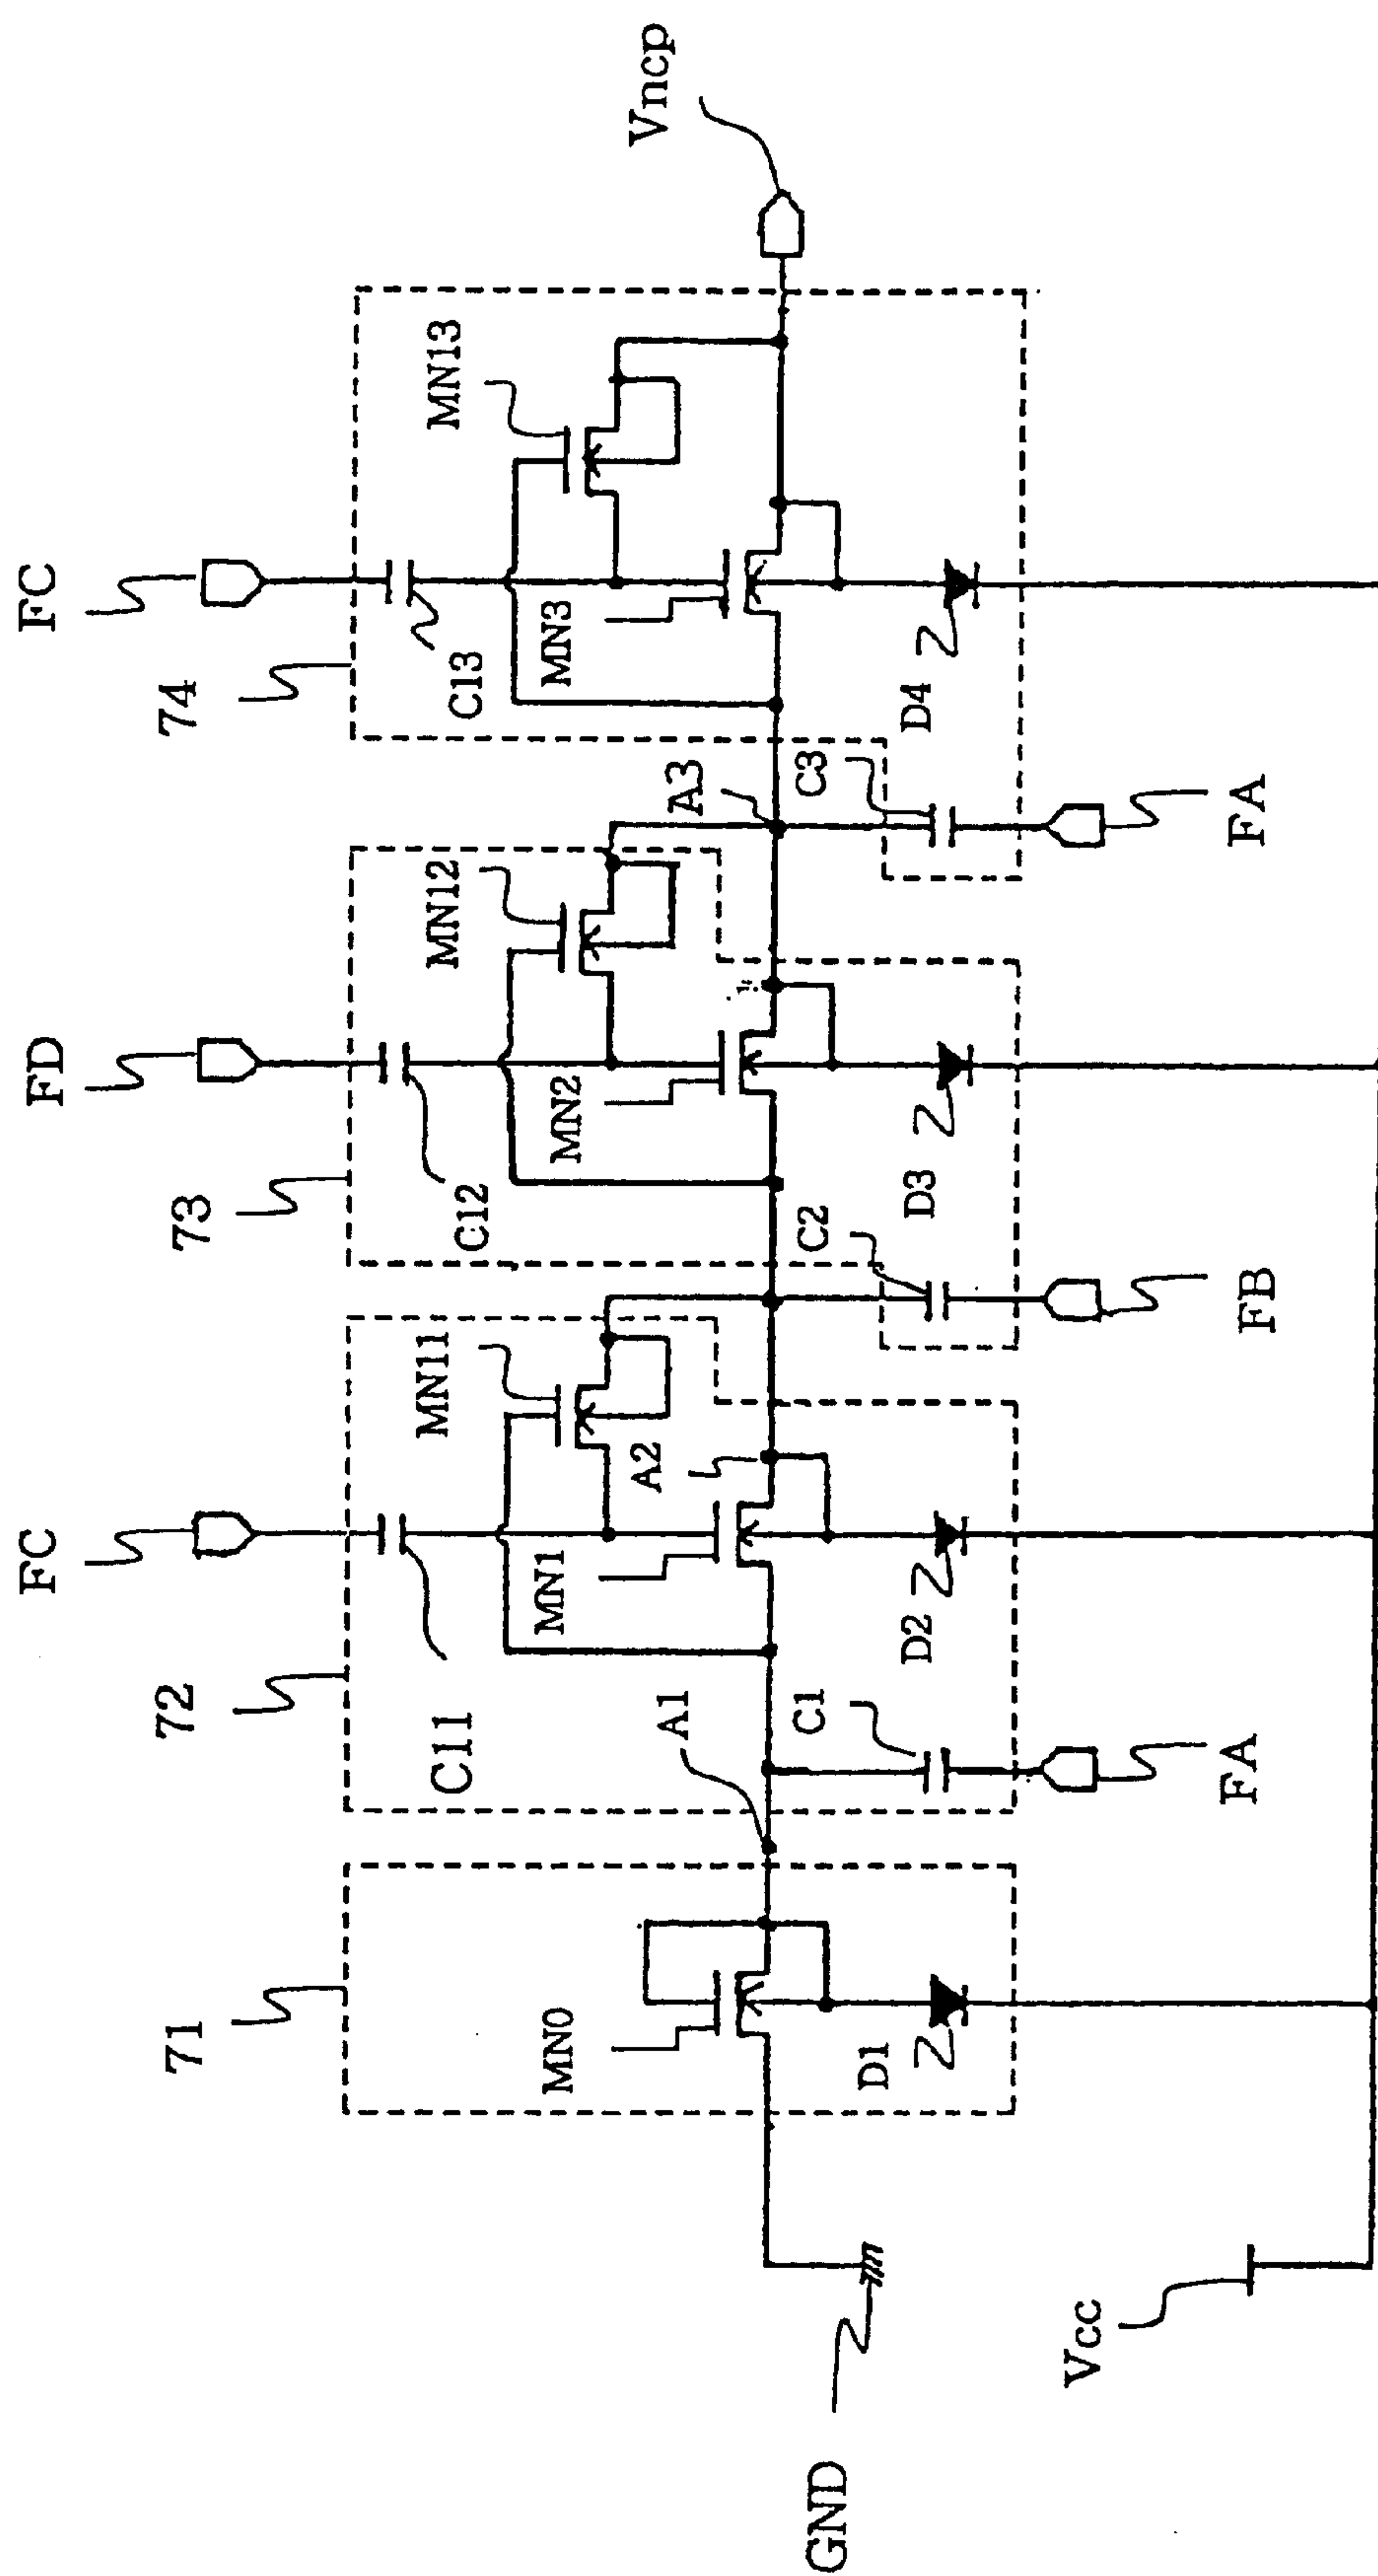 FC
FD
FC
74
73
72
71
Vncp
MN13
C13
MN3
D4
A3
C3
FA
MN12
C12
MN2
D3
C2
FB
MN11
A2
C11
MN1
D2
A1
C1
FA
MN0
D1
GND
Vcc